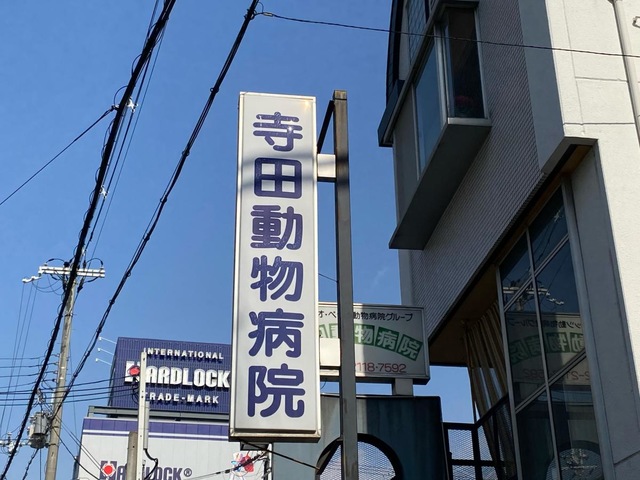 寺田動物病院
動物病院グループ
動物病院
118-7592
INTERNATIONAL
HARDLOCK
TRADE-MARK
HARDLOCK®